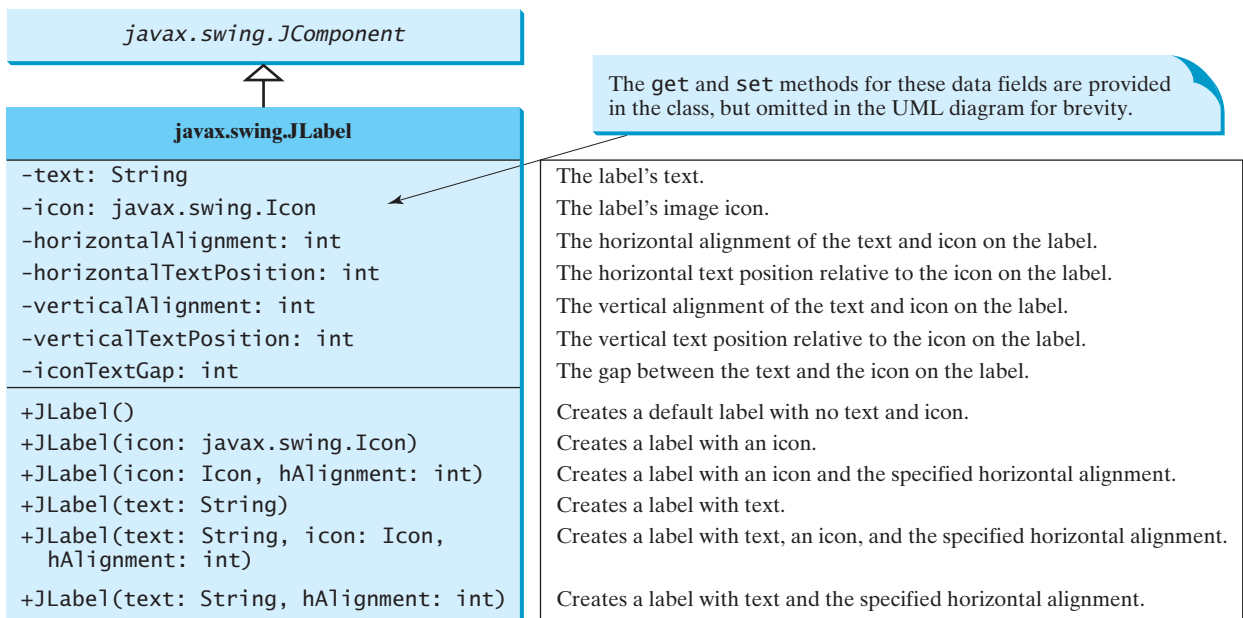 javax.swing.JComponent
The get and set methods for these data fields are provided
in the class, but omitted in the UML diagram for brevity.
javax.swing.JLabel
-text: String The label's text.
-icon: javax.swing.Icon The label's image icon.
-horizontalAlignment: int The horizontal alignment of the text and icon on the label.
-horizontalTextPosition: int The horizontal text position relative to the icon on the label.
-verticalAlignment: int The vertical alignment of the text and icon on the label.
-verticalTextPosition: int The vertical text position relative to the icon on the label.
-iconTextGap: int The gap between the text and the icon on the label.
+JLabel() Creates a default label with no text and icon.
+JLabel(icon: javax.swing.Icon) Creates a label with an icon.
+JLabel(icon: Icon, hAlignment: int) Creates a label with an icon and the specified horizontal alignment.
+JLabel(text: String) Creates a label with text.
+JLabel(text: String, icon: Icon, Creates a label with text, an icon, and the specified horizontal alignment.
hAlignment: int)
+JLabel(text: String, hAlignment: int) Creates a label with text and the specified horizontal alignment.